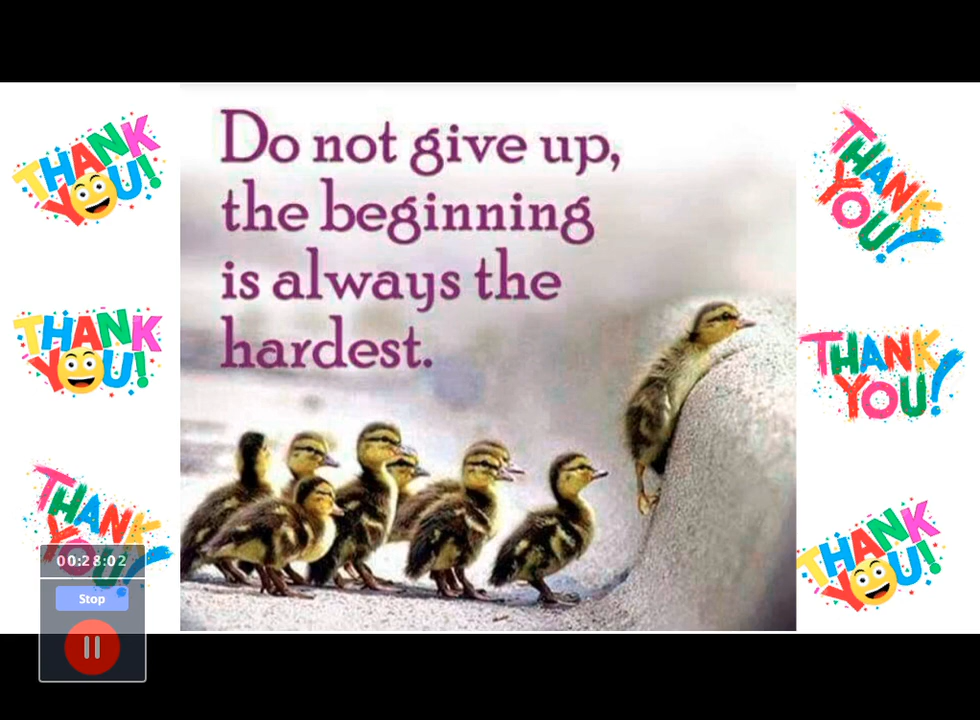 THANK
YOU!
THANK
YOU!
THANK
YOU!
Do not give up,
the beginning
is always the
hardest.
THANK
YOU!
THANK
YOU!
THANK
YOU!
00:28:02
Stop